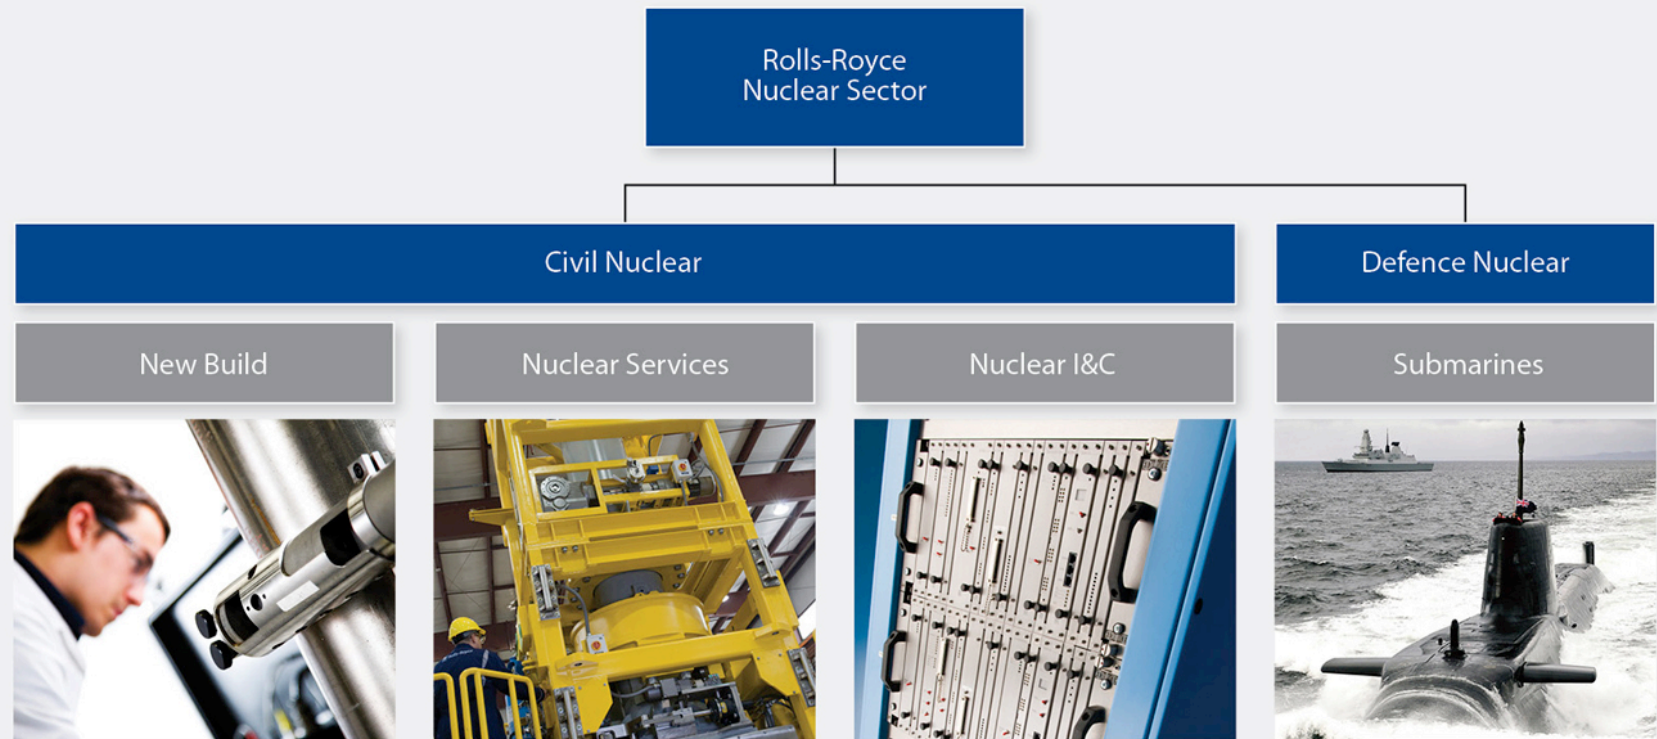 Rolls-Royce
Nuclear Sector
Civil Nuclear
Defence Nuclear
New Build
Nuclear Services
Nuclear I&C
Submarines